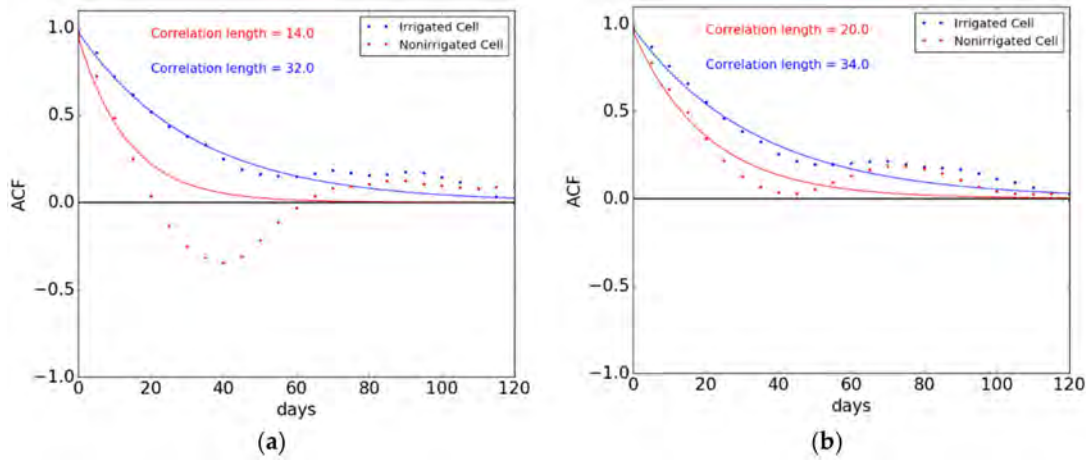 1.0
0.5
0.0
−0.5
−1.0
ACF
Correlation length = 14.0
Correlation length = 32.0
Irrigated Cell
Nonirrigated Cell
0 20 40 60 80 100 120
days
(a)
1.0
0.5
0.0
−0.5
−1.0
ACF
Correlation length = 20.0
Correlation length = 34.0
Irrigated Cell
Nonirrigated Cell
0 20 40 60 80 100 120
days
(b)